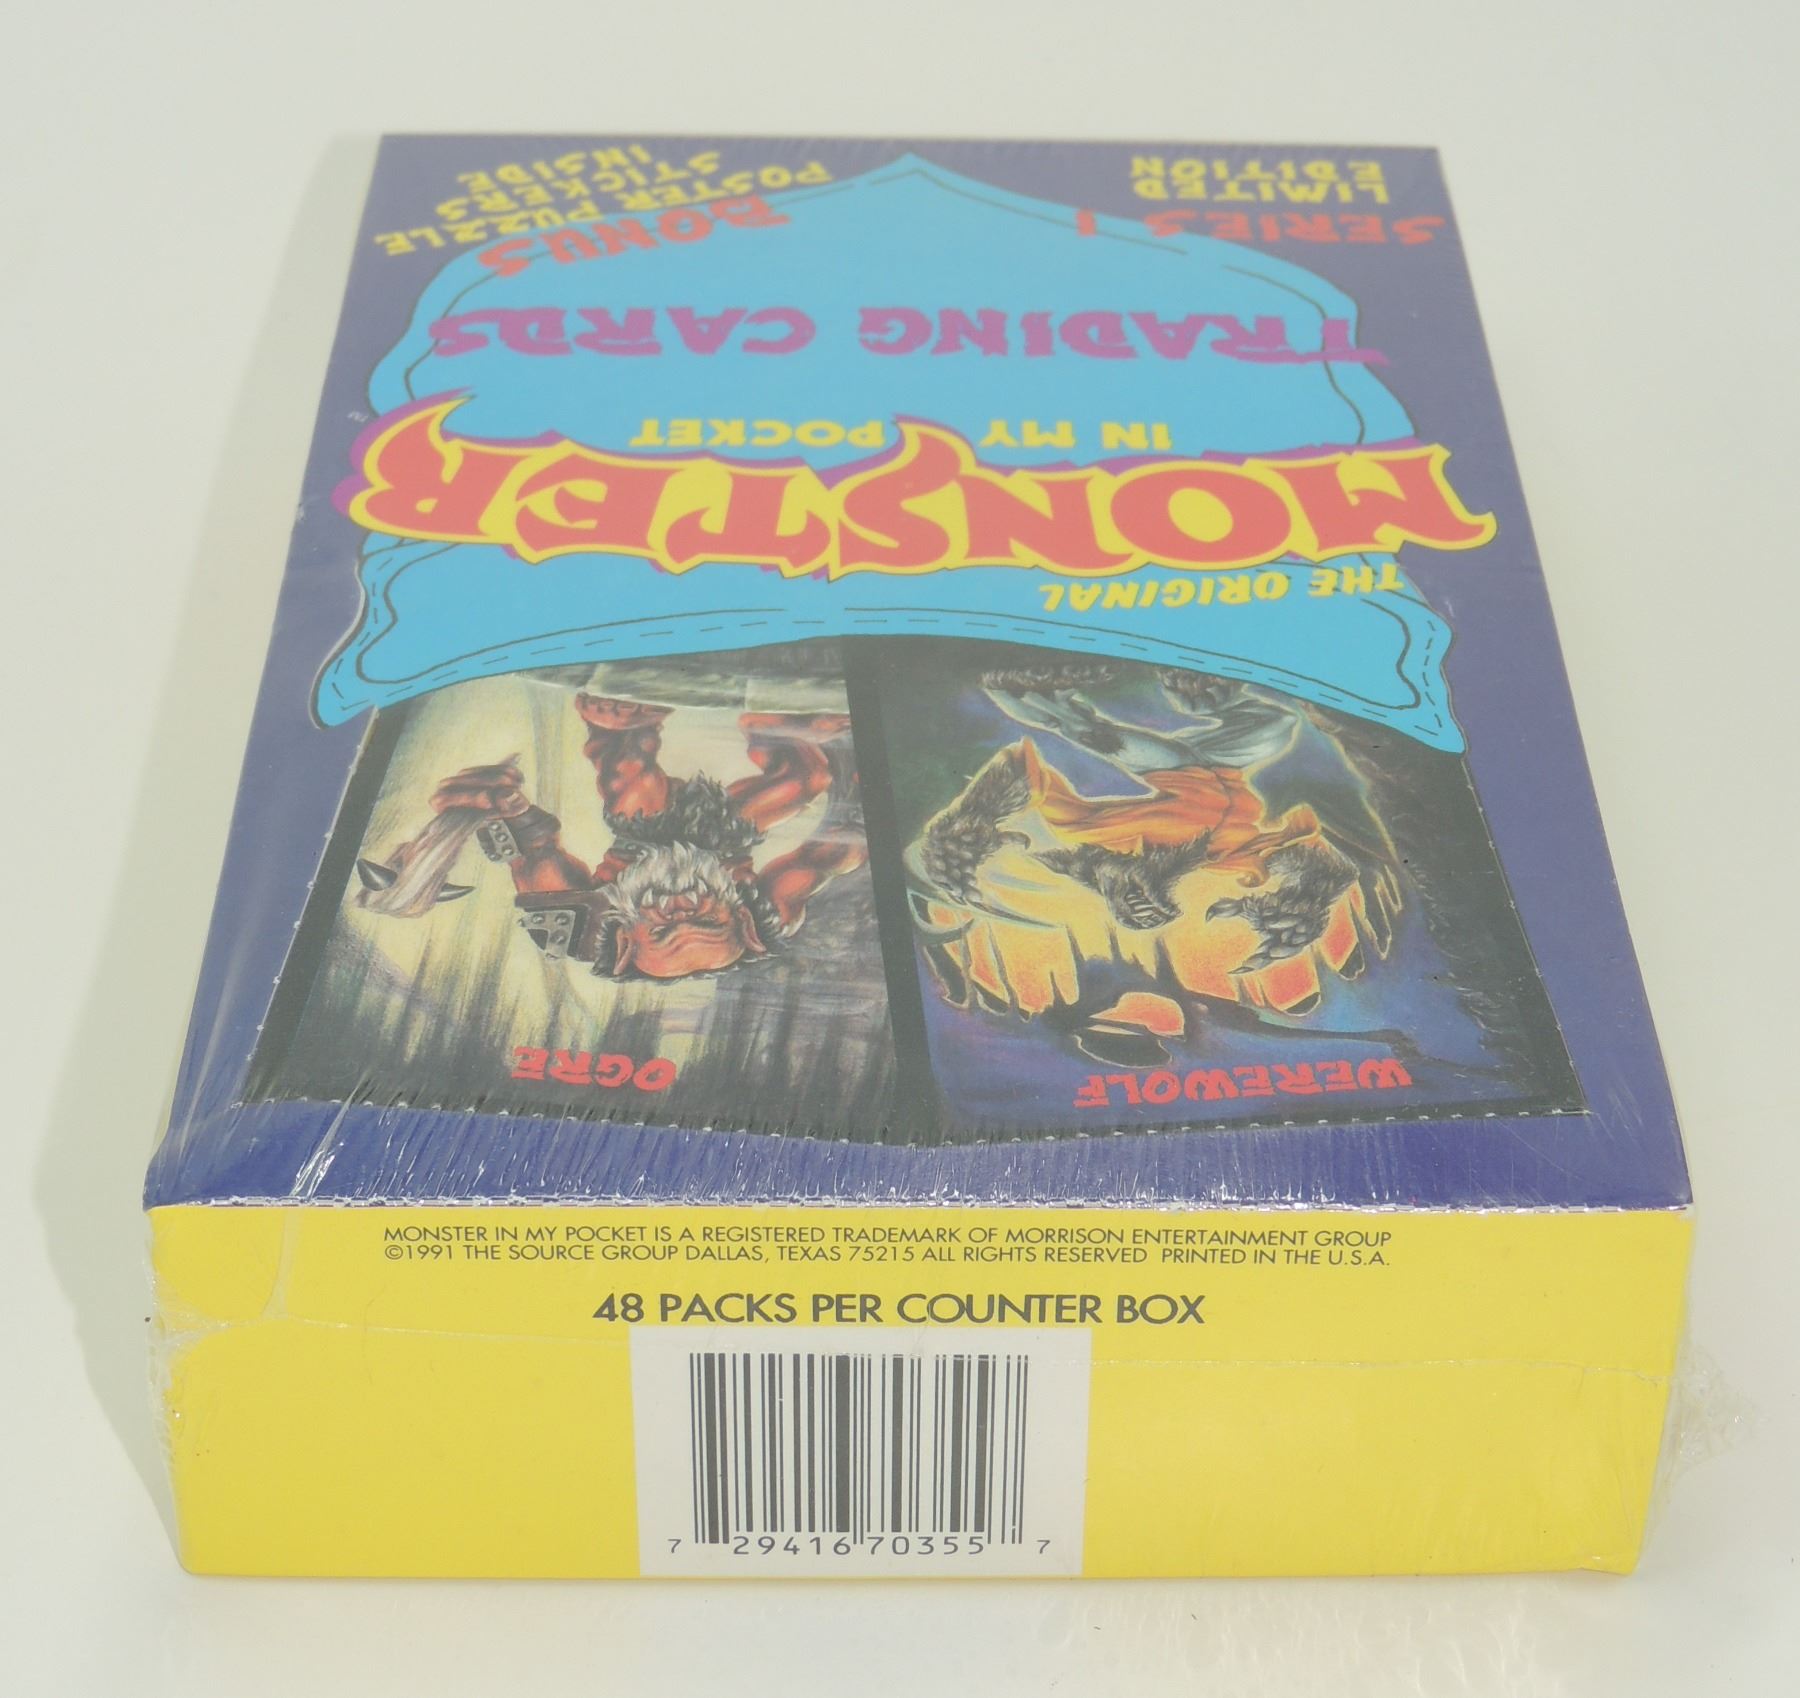 MONSTER IN MY POCKET IS A REGISTERED TRADEMARK OF MORRISON ENTERTAINMENT GROUP
©1991 THE SOURCE GROUP DALLAS, TEXAS 75215 ALL RIGHTS RESERVED PRINTED IN THE U.S.A.
48 PACKS PER COUNTER BOX
7 29416 70355 7
WEREWOLF
OGRE
THE ORIGINAL
MONSTER
IN MY POCKET
TM
TRADING CARDS
SERIES 1
LIMITED
EDITION
BONUS
POSTER PUZZLE
STICKERS
INSIDE